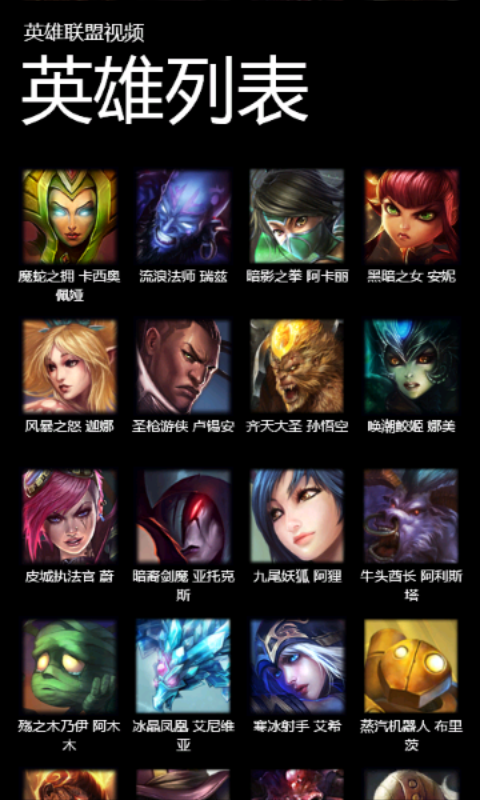 英雄联盟视频
英雄列表
魔蛇之拥 卡西奥
佩娅
流浪法师 瑞兹
暗影之拳 阿卡丽
黑暗之女 安妮
风暴之怒 迦娜
圣枪游侠 卢锡安
齐天大圣 孙悟空
唤潮鲛姬 娜美
皮城执法官 蔚
暗裔剑魔 亚托克
斯
九尾妖狐 阿狸
牛头酋长 阿利斯
塔
殇之木乃伊 阿木
木
冰晶凤凰 艾尼维
亚
寒冰射手 艾希
蒸汽机器人 布里
茨